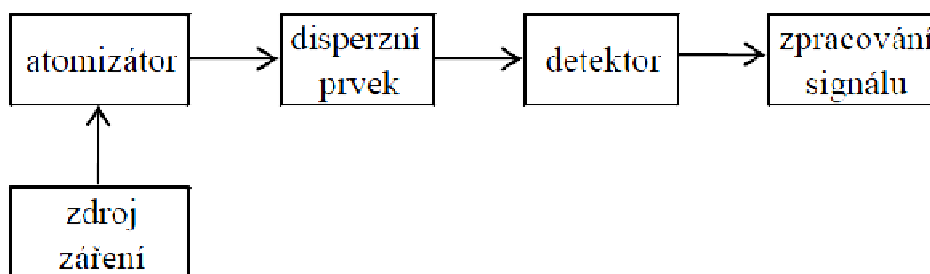 atomizátor
disperzní
prvek
detektor
zpracování
signálu
zdroj
záření